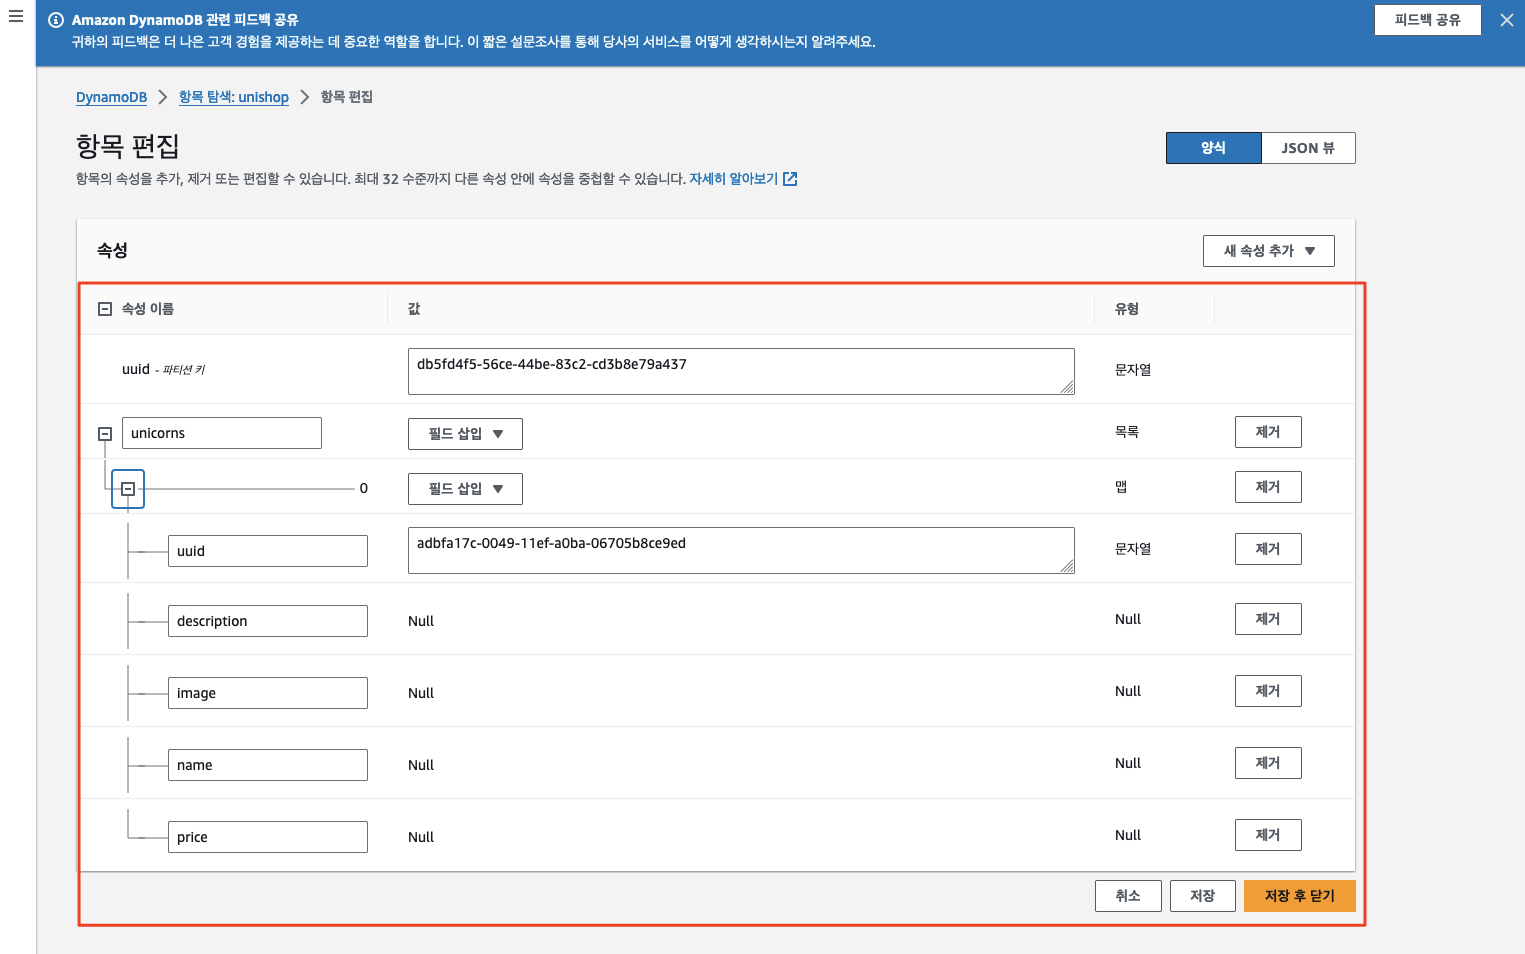 Amazon DynamoDB 관련 피드백 공유
귀하의 피드백은 더 나은 고객 경험을 제공하는 데 중요한 역할을 합니다. 이 짧은 설문조사를 통해 당사의 서비스를 어떻게 생각하시는지 알려주세요.
피드백 공유
DynamoDB > 항목 탐색: unishop > 항목 편집
항목 편집
양식 JSON 뷰
항목의 속성을 추가, 제거 또는 편집할 수 있습니다. 최대 32 수준까지 다른 속성 안에 속성을 중첩할 수 있습니다. 자세히 알아보기
속성
새 속성 추가
속성 이름 값 유형
uuid - 파티션 키 db5fd4f5-56ce-44be-83c2-cd3b8e79a437 문자열
unicorns 필드 삽입 목록 제거
0 필드 삽입 맵 제거
uuid adbfa17c-0049-11ef-a0ba-06705b8ce9ed 문자열 제거
description Null Null 제거
image Null Null 제거
name Null Null 제거
price Null Null 제거
취소 저장 저장 후 닫기